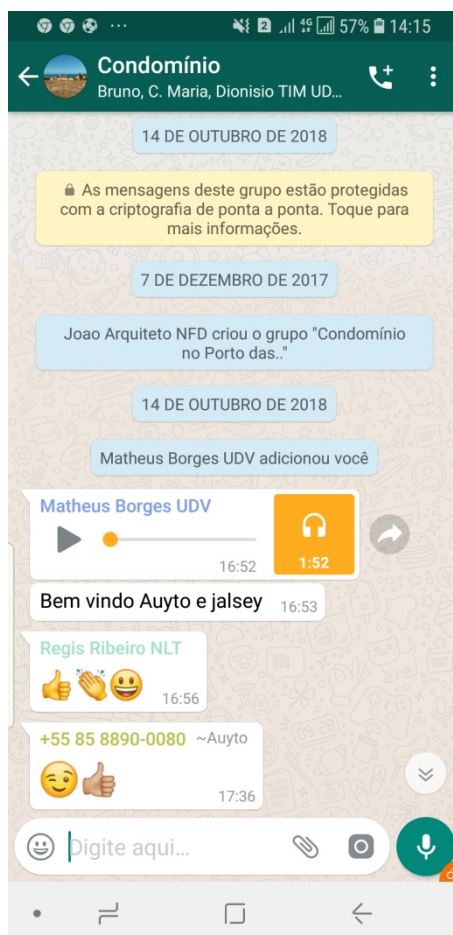 2 4G 57% 14:15
Condomínio
Bruno, C. Maria, Dionisio TIM UD...
14 DE OUTUBRO DE 2018
As mensagens deste grupo estão protegidas
com a criptografia de ponta a ponta. Toque para
mais informações.
7 DE DEZEMBRO DE 2017
Joao Arquiteto NFD criou o grupo "Condomínio
no Porto das.."
14 DE OUTUBRO DE 2018
Matheus Borges UDV adicionou você
Matheus Borges UDV
16:52 1:52
Bem vindo Auyto e jalsey 16:53
Regis Ribeiro NLT
16:56
+55 85 8890-0080 ~Auyto
17:36
Digite aqui...